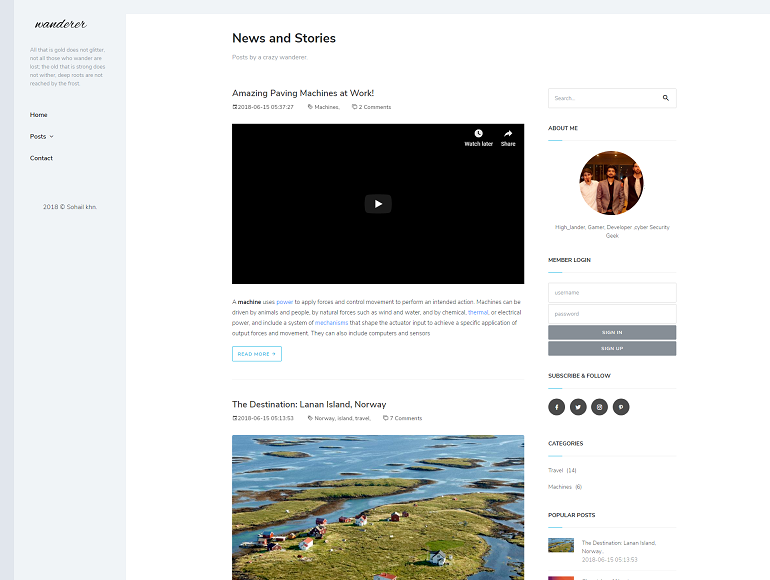 wanderer
All that is gold does not glitter,
not all those who wander are
lost; the old that is strong does
not wither, deep roots are not
reached by the frost.
Home
Posts
Contact
2018 © Sohail khn.
News and Stories
Posts by a crazy wanderer
Amazing Paving Machines at Work!
2018-06-15 05:37:27 Machines, 2 Comments
Watch later Share
A machine uses power to apply forces and control movement to perform an intended action. Machines can be
driven by animals and people, by natural forces such as wind and water, and by chemical, thermal, or electrical
power, and include a system of mechanisms that shape the actuator input to achieve a specific application of
output forces and movement. They can also include computers and sensors
READ MORE
The Destination: Lanan Island, Norway
2018-06-15 05:13:53 Norway, island, travel, 7 Comments
Search...
ABOUT ME
High_lander, Gamer, Developer ,cyber Security
Geek
MEMBER LOGIN
username
password
SIGN IN
SIGN UP
SUBSCRIBE & FOLLOW
CATEGORIES
Travel (14)
Machines (6)
POPULAR POSTS
The Destination: Lanan Island,
Norway
2018-06-15 05:13:53